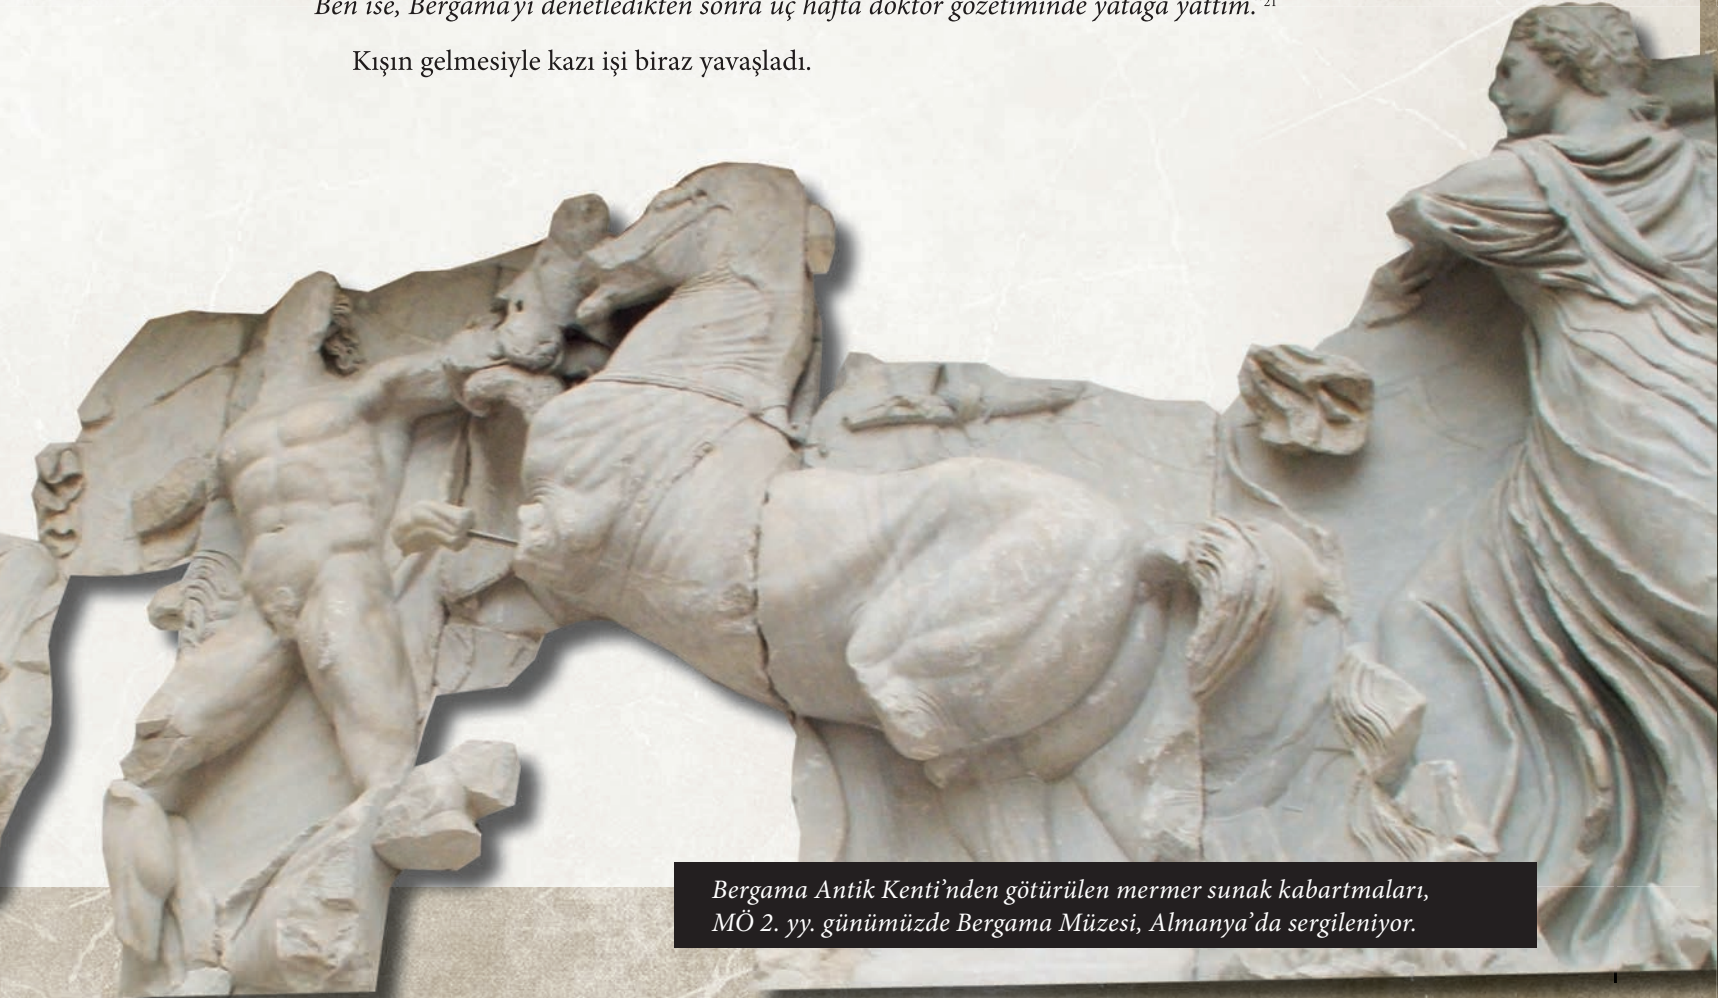 Ben ise, Bergama'yı denetledikten sonra üç hafta doktor gözetiminde yatağa yattım. 21
Kışın gelmesiyle kazı işi biraz yavaşladı.
Bergama Antik Kenti’nden götürülen mermer sunak kabartmaları,
MÖ 2. yy. günümüzde Bergama Müzesi, Almanya’da sergileniyor.